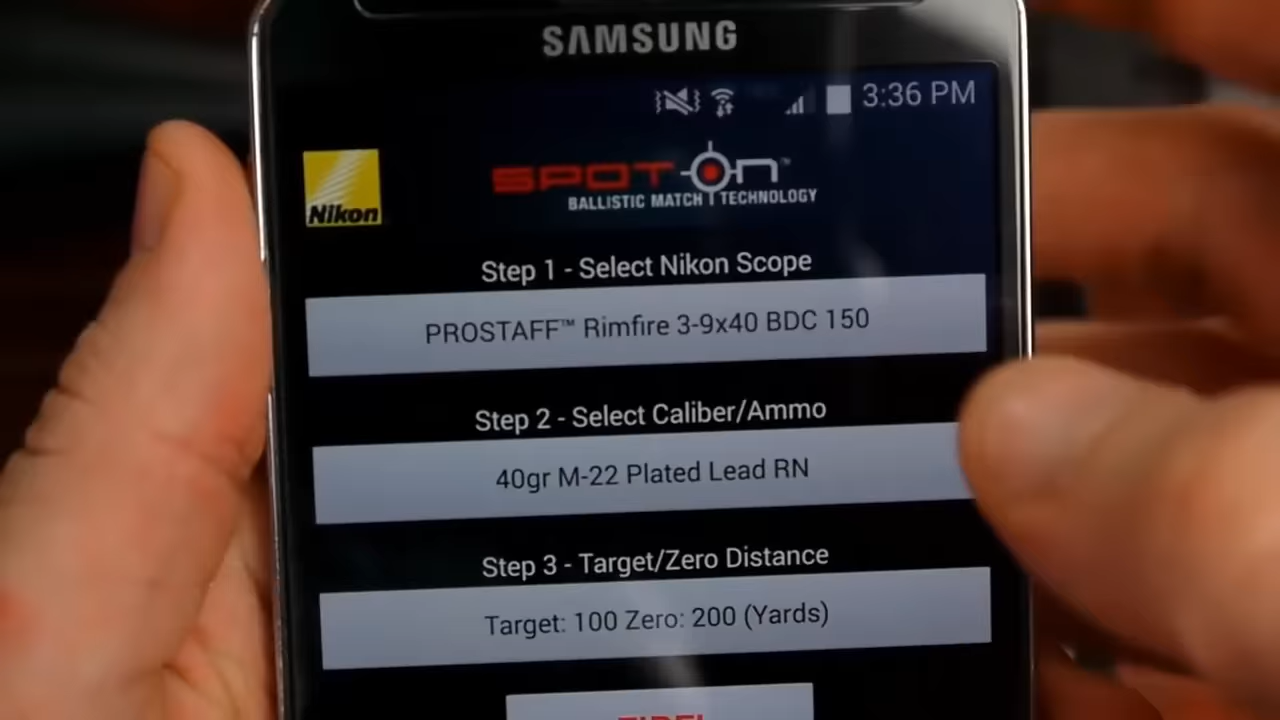 SAMSUNG
3:36 PM
Nikon
SPOT-ON™
BALLISTIC MATCH TECHNOLOGY
Step 1 - Select Nikon Scope
PROSTAFF™ Rimfire 3-9x40 BDC 150
Step 2 - Select Caliber/Ammo
40gr M-22 Plated Lead RN
Step 3 - Target/Zero Distance
Target: 100 Zero: 200 (Yards)